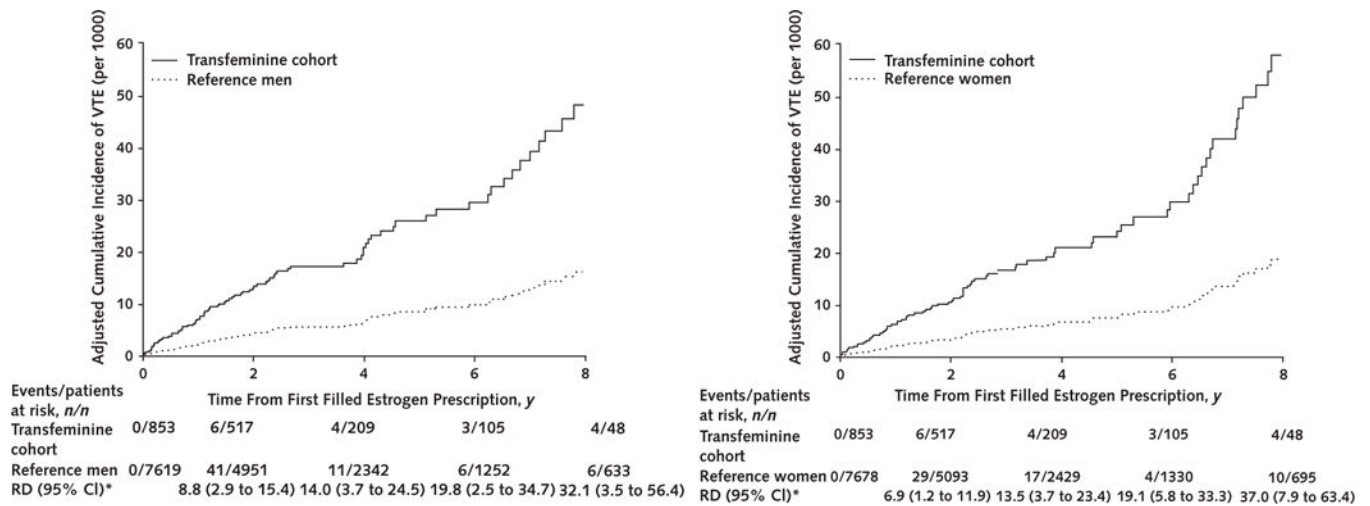 Adjusted Cumulative Incidence of VTE (per 1000)
60
50
40
30
20
10
0
Transfeminine cohort
Reference men
0 2 4 6 8
Time From First Filled Estrogen Prescription, y
Events/patients
at risk, n/n
Transfeminine 0/853 6/517 4/209 3/105 4/48
cohort
Reference men 0/7619 41/4951 11/2342 6/1252 6/633
RD (95% CI)* 8.8 (2.9 to 15.4) 14.0 (3.7 to 24.5) 19.8 (2.5 to 34.7) 32.1 (3.5 to 56.4)
Adjusted Cumulative Incidence of VTE (per 1000)
60
50
40
30
20
10
0
Transfeminine cohort
Reference women
0 2 4 6 8
Time From First Filled Estrogen Prescription, y
Events/patients
at risk, n/n
Transfeminine 0/853 6/517 4/209 3/105 4/48
cohort
Reference women 0/7678 29/5093 17/2429 4/1330 10/695
RD (95% CI)* 6.9 (1.2 to 11.9) 13.5 (3.7 to 23.4) 19.1 (5.8 to 33.3) 37.0 (7.9 to 63.4)